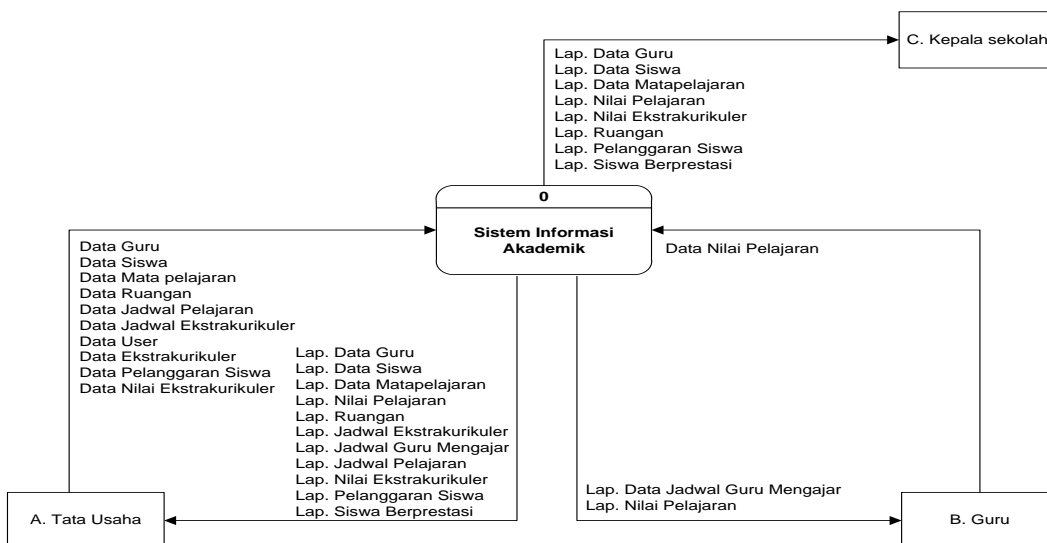 C. Kepala sekolah
Lap. Data Guru
Lap. Data Siswa
Lap. Data Matapelajaran
Lap. Nilai Pelajaran
Lap. Nilai Ekstrakurikuler
Lap. Ruangan
Lap. Pelanggaran Siswa
Lap. Siswa Berprestasi
0
Sistem Informasi
Akademik
Data Guru
Data Siswa
Data Mata pelajaran
Data Ruangan
Data Jadwal Pelajaran
Data Jadwal Ekstrakurikuler
Data User
Data Ekstrakurikuler
Data Pelanggaran Siswa
Data Nilai Ekstrakurikuler
Data Nilai Pelajaran
Lap. Data Guru
Lap. Data Siswa
Lap. Data Matapelajaran
Lap. Nilai Pelajaran
Lap. Ruangan
Lap. Jadwal Ekstrakurikuler
Lap. Jadwal Guru Mengajar
Lap. Jadwal Pelajaran
Lap. Nilai Ekstrakurikuler
Lap. Pelanggaran Siswa
Lap. Siswa Berprestasi
Lap. Data Jadwal Guru Mengajar
Lap. Nilai Pelajaran
A. Tata Usaha
B. Guru